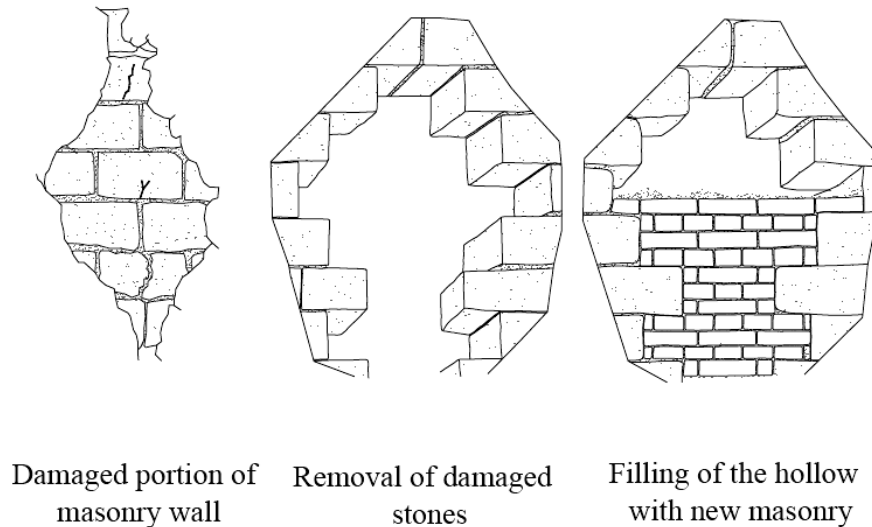 Damaged portion of
masonry wall
Removal of damaged
stones
Filling of the hollow
with new masonry